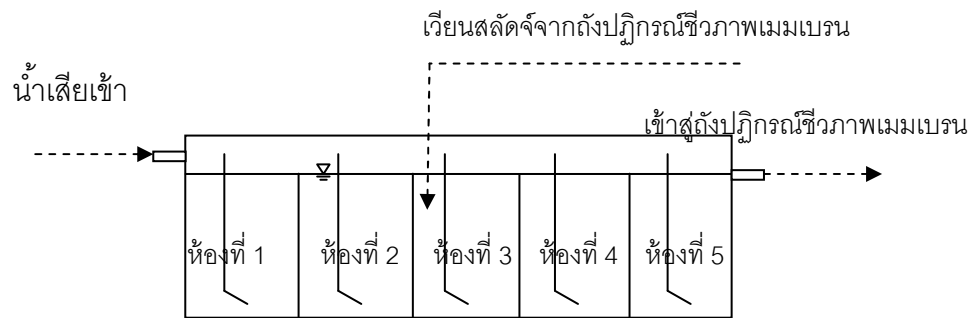 เวียนสลัดจ์จากถังปฏิกรณ์ชีวภาพเมมเบรน
น้ำเสียเข้า
เข้าสู่ถังปฏิกรณ์ชีวภาพเมมเบรน
ห้องที่ 1
ห้องที่ 2
ห้องที่ 3
ห้องที่ 4
ห้องที่ 5